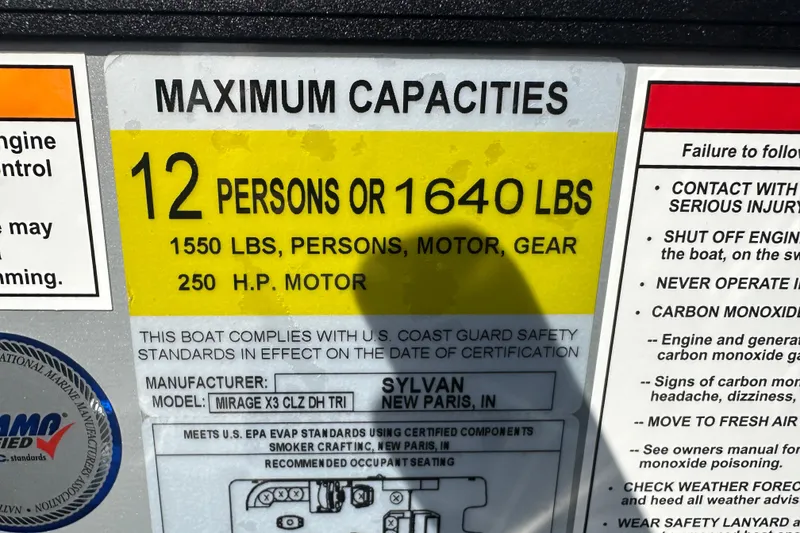 MAXIMUM CAPACITIES
12 PERSONS OR 1640 LBS
1550 LBS, PERSONS, MOTOR, GEAR
250 H.P. MOTOR
THIS BOAT COMPLIES WITH U.S. COAST GUARD SAFETY
STANDARDS IN EFFECT ON THE DATE OF CERTIFICATION
MANUFACTURER: SYLVAN
MODEL: MIRAGE X3 CLZ DH TRI NEW PARIS, IN
MEETS U.S. EPA EVAP STANDARDS USING CERTIFIED COMPONENTS
SMOKER CRAFT INC, NEW PARIS, IN
RECOMMENDED OCCUPANT SEATING
ngine
ontrol
e may
mming.
NATIONAL MARINE MANUFACTURERS ASSOCIATION
standards
Failure to follow
• CONTACT WITH
SERIOUS INJURY
• SHUT OFF ENGIN
the boat, on the sw
• NEVER OPERATE I
• CARBON MONOXIDE
-- Engine and genera
carbon monoxide ga
-- Signs of carbon mon
headache, dizziness,
-- MOVE TO FRESH AIR
-- See owners manual for
monoxide poisoning.
• CHECK WEATHER FOREC
and heed all weather advis
• WEAR SAFETY LANYARD a